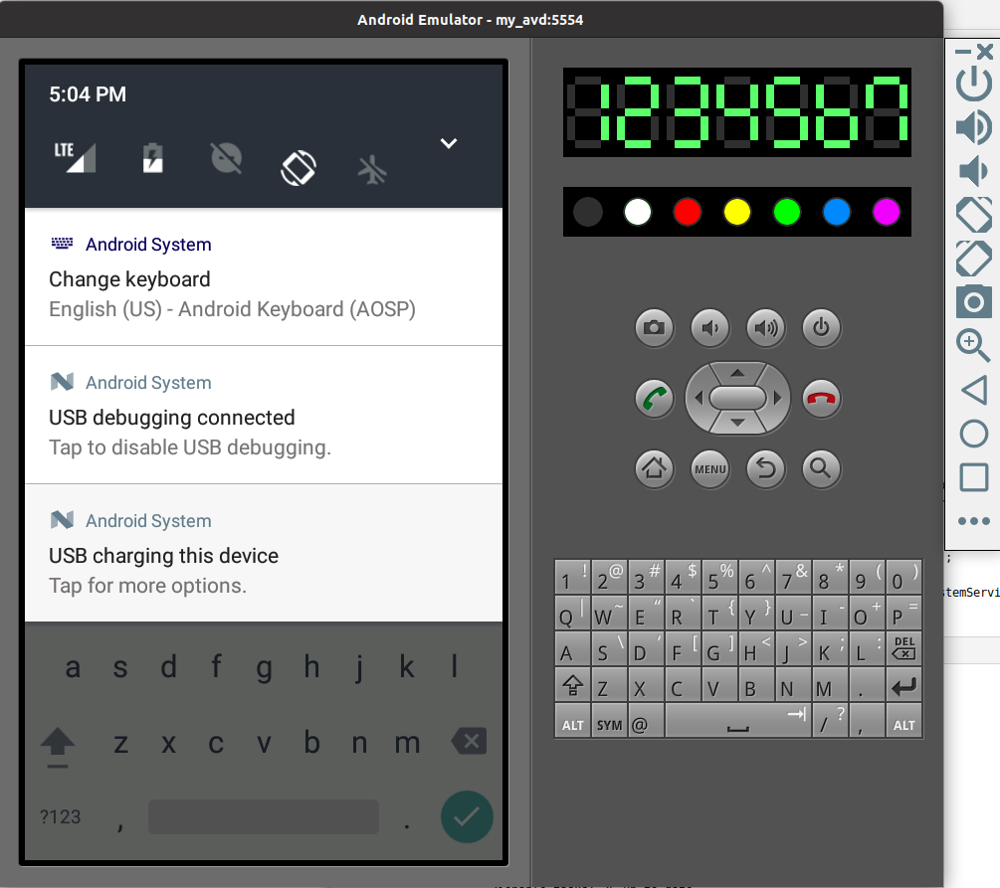 Android Emulator - my_avd:5554
5:04 PM
LTE
Android System
Change keyboard
English (US) - Android Keyboard (AOSP)
Android System
USB debugging connected
Tap to disable USB debugging.
Android System
USB charging this device
Tap for more options.
a s d f g h j k l
z x c v b n m
?123 , .
1234567
MENU
1 ! 2 @ 3 # 4 $ 5 % 6 ^ 7 & 8 * 9 ( 0 )
Q | W ~ E " R ` T { Y } U _ I - O + P =
A S \ D ' F [ G ] H < J > K ; L : DEL
Z X C V B N M .
ALT SYM @ / ? , ALT
;
stemServi